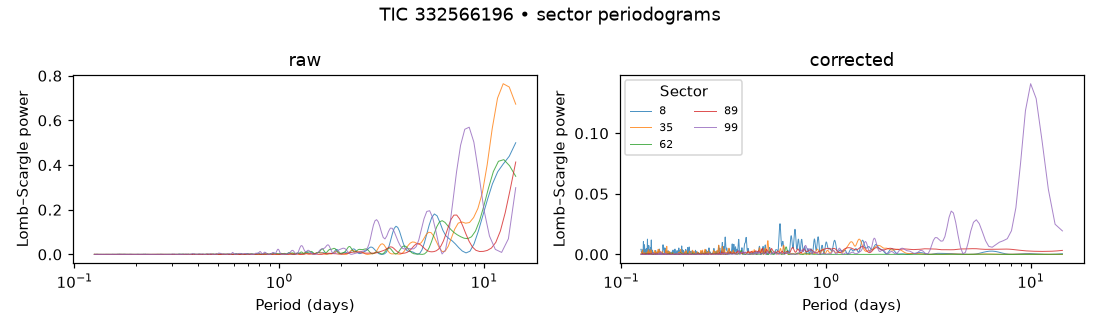 TIC 332566196 • sector periodograms
raw
0.8
0.6
0.4
0.2
0.0
Lomb–Scargle power
10⁻¹ 10⁰ 10¹
Period (days)
corrected
0.10
0.05
0.00
Lomb–Scargle power
Sector
8 89
35 99
62
10⁻¹ 10⁰ 10¹
Period (days)